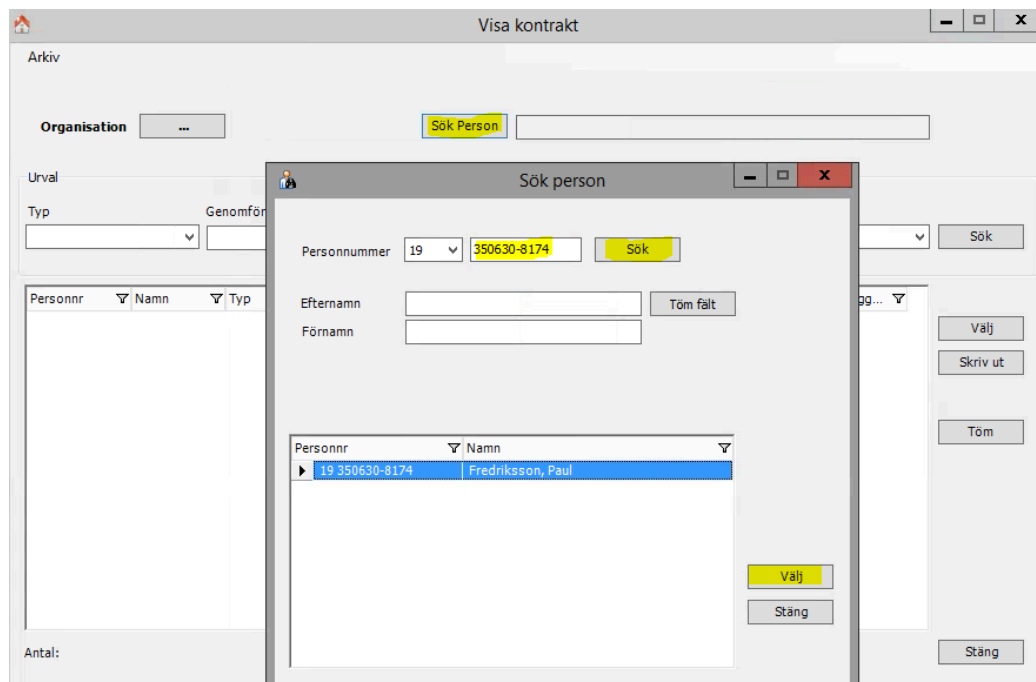 Visa kontrakt
Arkiv
Organisation ... Sök Person
Urval
Typ Genomför
Sök
Personnr Namn Typ gg...
Välj
Skriv ut
Töm
Antal:
Stäng
Sök person
Personnummer 19 350630-8174 Sök
Efternamn Töm fält
Förnamn
Personnr Namn
19 350630-8174 Fredriksson, Paul
Välj
Stäng